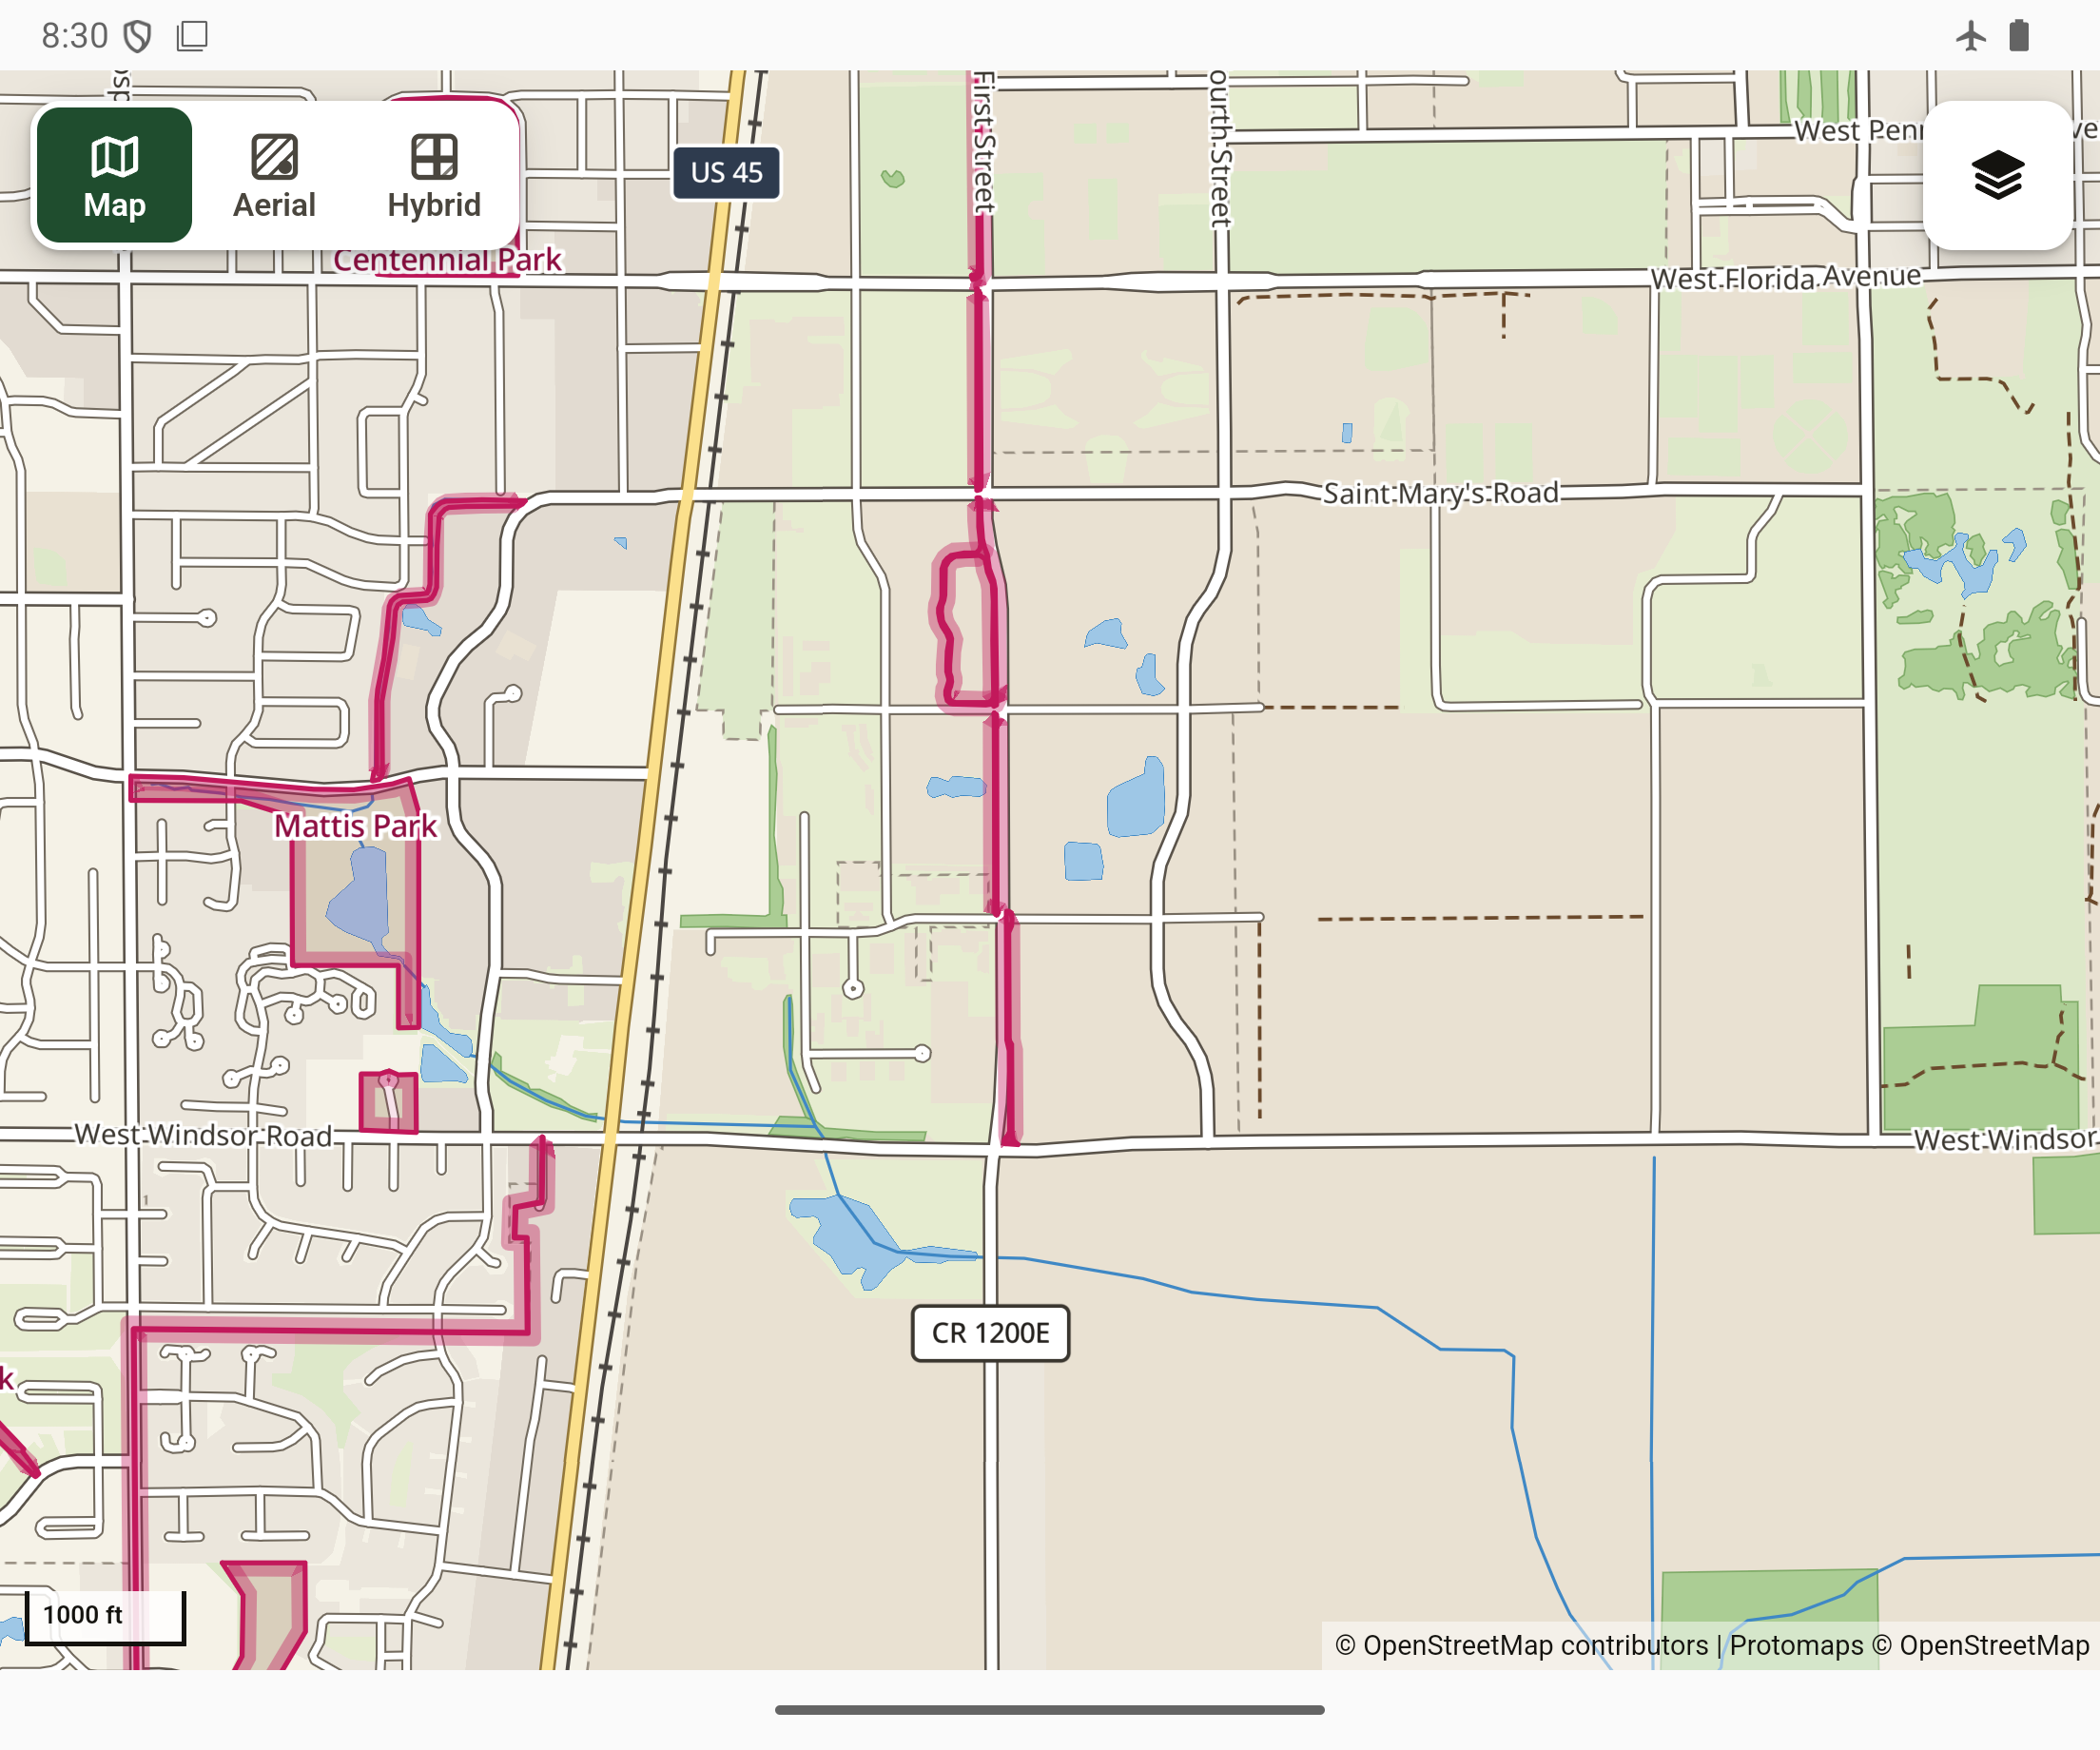 8:30
First Street
ourth Street
West Penn
ve
Map
Aerial
Hybrid
US 45
Centennial Park
West Florida Avenue
Saint Mary's Road
Mattis Park
West Windsor Road
West Windsor
CR 1200E
k
1000 ft
© OpenStreetMap contributors | Protomaps © OpenStreetMap